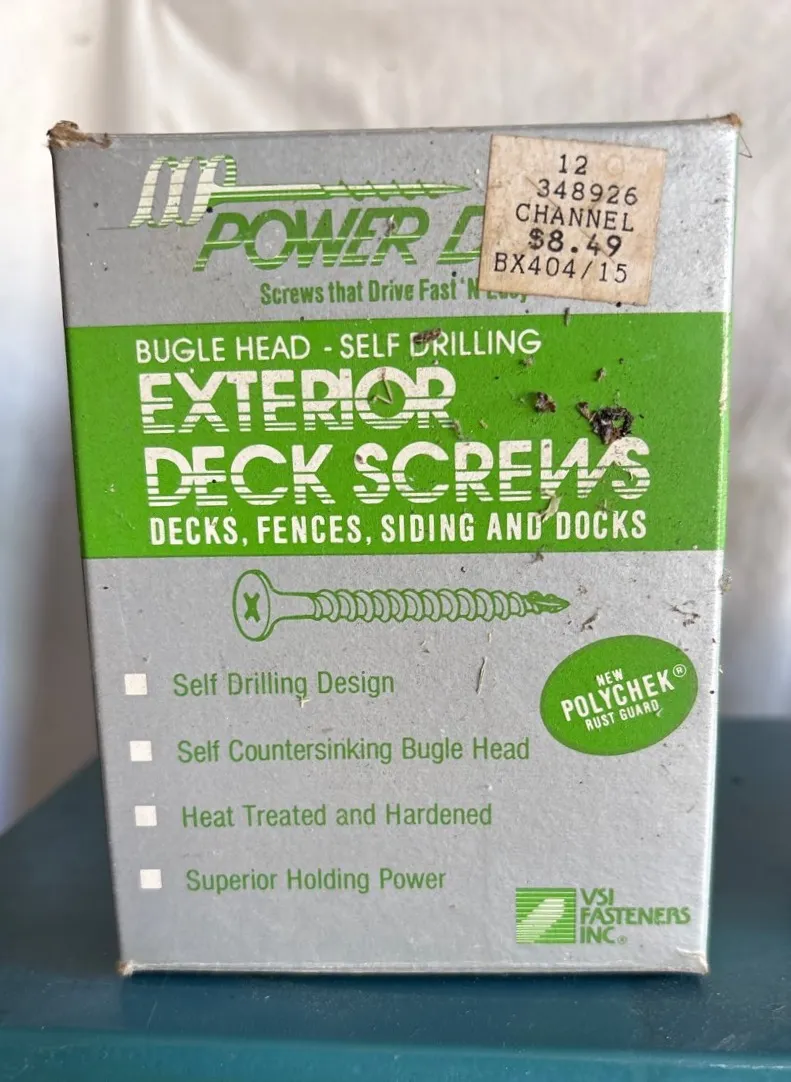 12
348926
CHANNEL
$8.49
BX404/15
POWER D
Screws that Drive Fast 'N
BUGLE HEAD - SELF DRILLING
EXTERIOR
DECK SCREWS
DECKS, FENCES, SIDING AND DOCKS
Self Drilling Design
NEW
POLYCHEK®
RUST GUARD
Self Countersinking Bugle Head
Heat Treated and Hardened
Superior Holding Power
VSI
FASTENERS
INC®